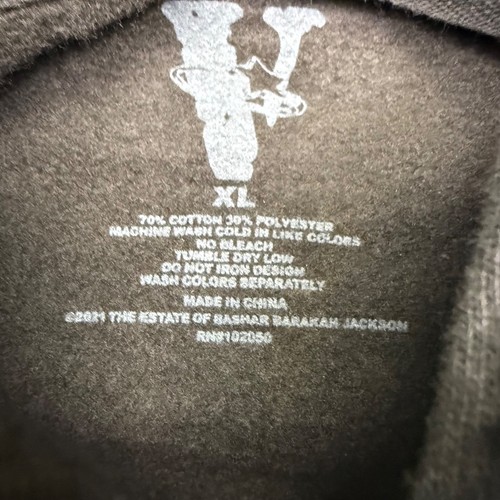 V
XL
70% COTTON 30% POLYESTER
MACHINE WASH COLD IN LIKE COLORS
NO BLEACH
TUMBLE DRY LOW
DO NOT IRON DESIGN
WASH COLORS SEPARATELY
MADE IN CHINA
©2021 THE ESTATE OF BASHAR BARAKAH JACKSON
RN#102050